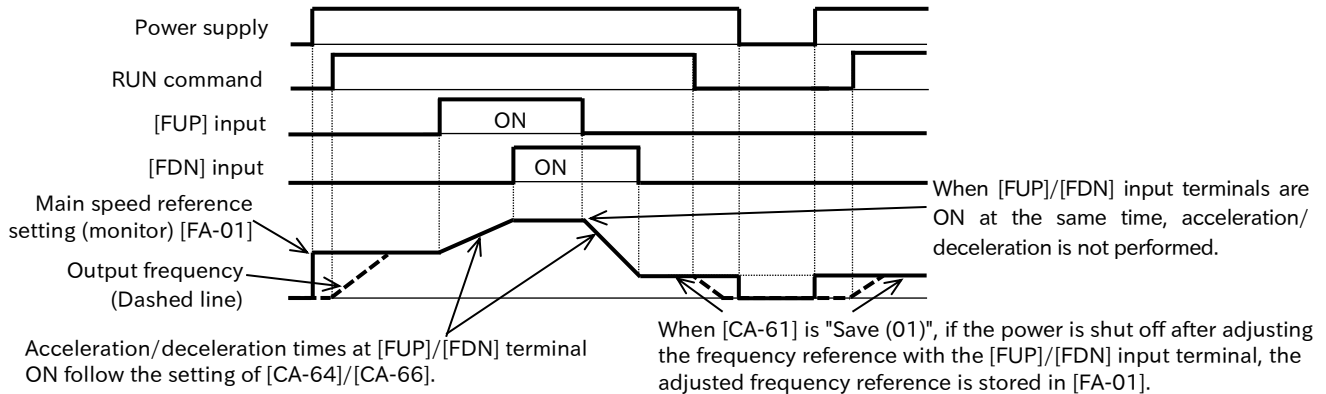 Power supply
RUN command
[FUP] input
ON
[FDN] input
ON
Main speed reference
setting (monitor) [FA-01]
Output frequency
(Dashed line)
When [FUP]/[FDN] input terminals are
ON at the same time, acceleration/
deceleration is not performed.
Acceleration/deceleration times at [FUP]/[FDN] terminal
ON follow the setting of [CA-64]/[CA-66].
When [CA-61] is "Save (01)", if the power is shut off after adjusting
the frequency reference with the [FUP]/[FDN] input terminal, the
adjusted frequency reference is stored in [FA-01].